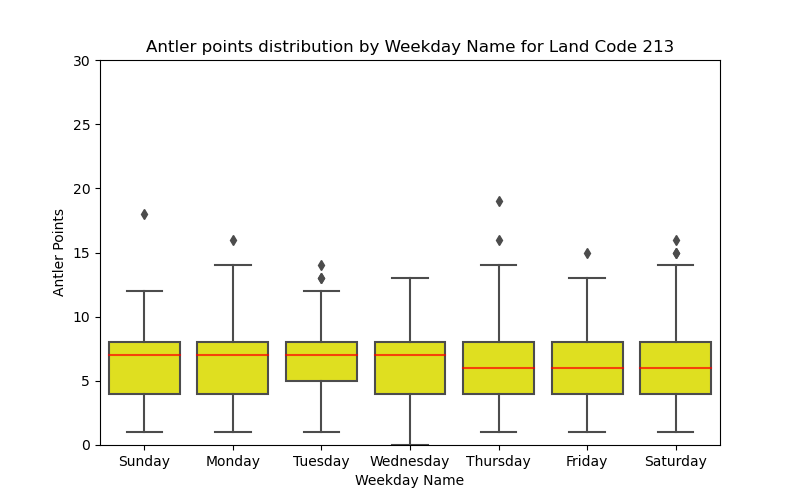 Antler points distribution by Weekday Name for Land Code 213
30
25
20
15
10
5
0
Antler Points
Sunday Monday Tuesday Wednesday Thursday Friday Saturday
Weekday Name